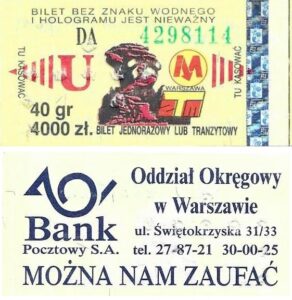 BILET BEZ ZNAKU WODNEGO
I HOLOGRAMU JEST NIEWAŻNY
DA 4298114
TU KASOWAĆ
U
M
WARSZAWA
TU KASOWAĆ
40 gr
4000 zł. BILET JEDNORAZOWY LUB TRANZYTOWY
Bank
Pocztowy S.A.
Oddział Okręgowy
w Warszawie
ul. Świętokrzyska 31/33
tel. 27-87-21 30-00-25
MOŻNA NAM ZAUFAĆ